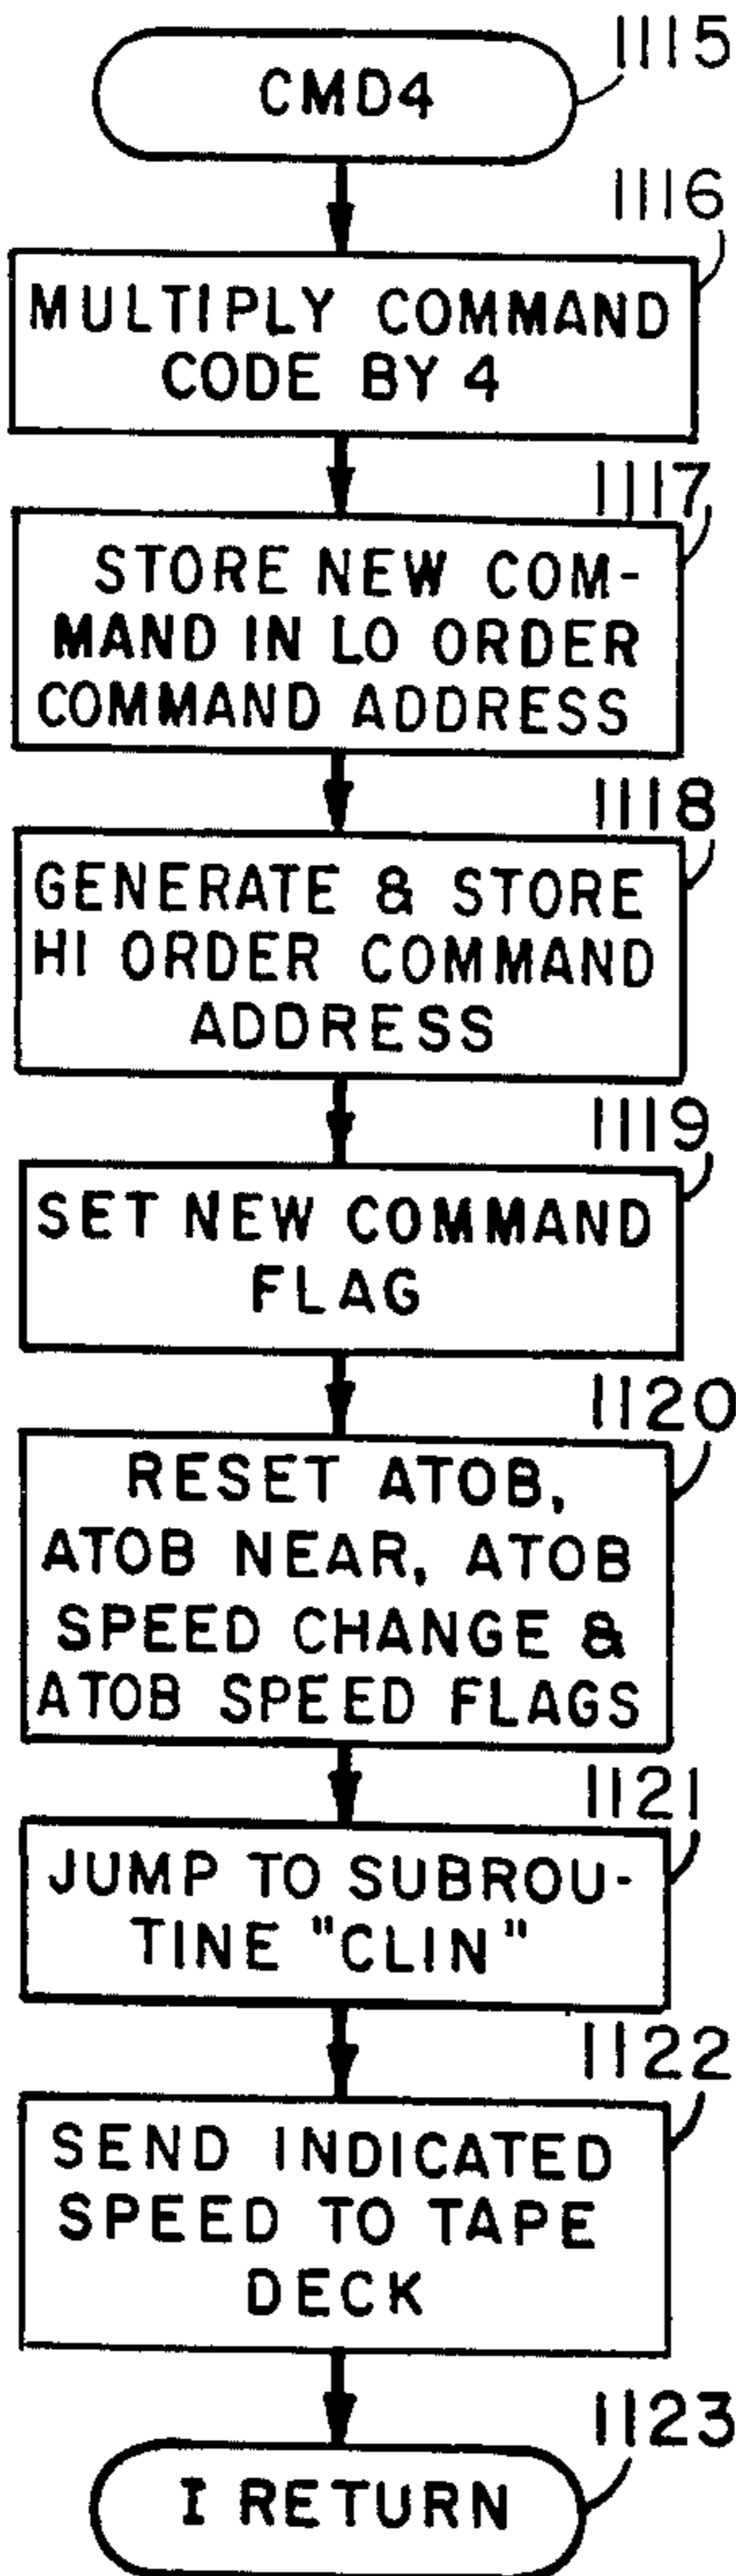 1115
CMD4
1116
MULTIPLY COMMAND
CODE BY 4
1117
STORE NEW COM-
MAND IN LO ORDER
COMMAND ADDRESS
1118
GENERATE & STORE
HI ORDER COMMAND
ADDRESS
1119
SET NEW COMMAND
FLAG
1120
RESET ATOB,
ATOB NEAR, ATOB
SPEED CHANGE &
ATOB SPEED FLAGS
1121
JUMP TO SUBROU-
TINE "CLIN"
1122
SEND INDICATED
SPEED TO TAPE
DECK
1123
I RETURN